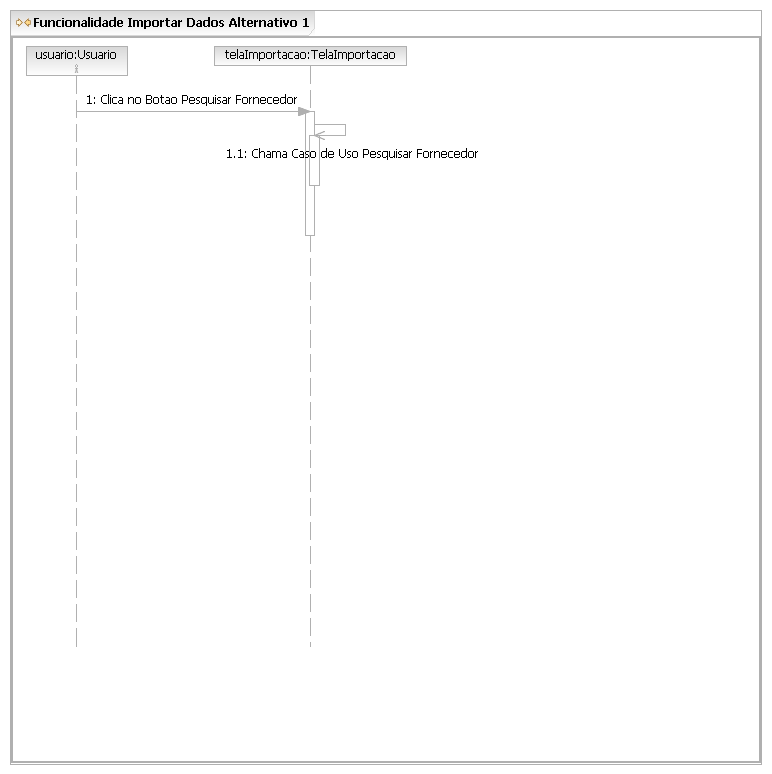 Funcionalidade Importar Dados Alternativo 1
usuario:Usuario
telaImportacao:TelaImportacao
1: Clica no Botao Pesquisar Fornecedor
1.1: Chama Caso de Uso Pesquisar Fornecedor